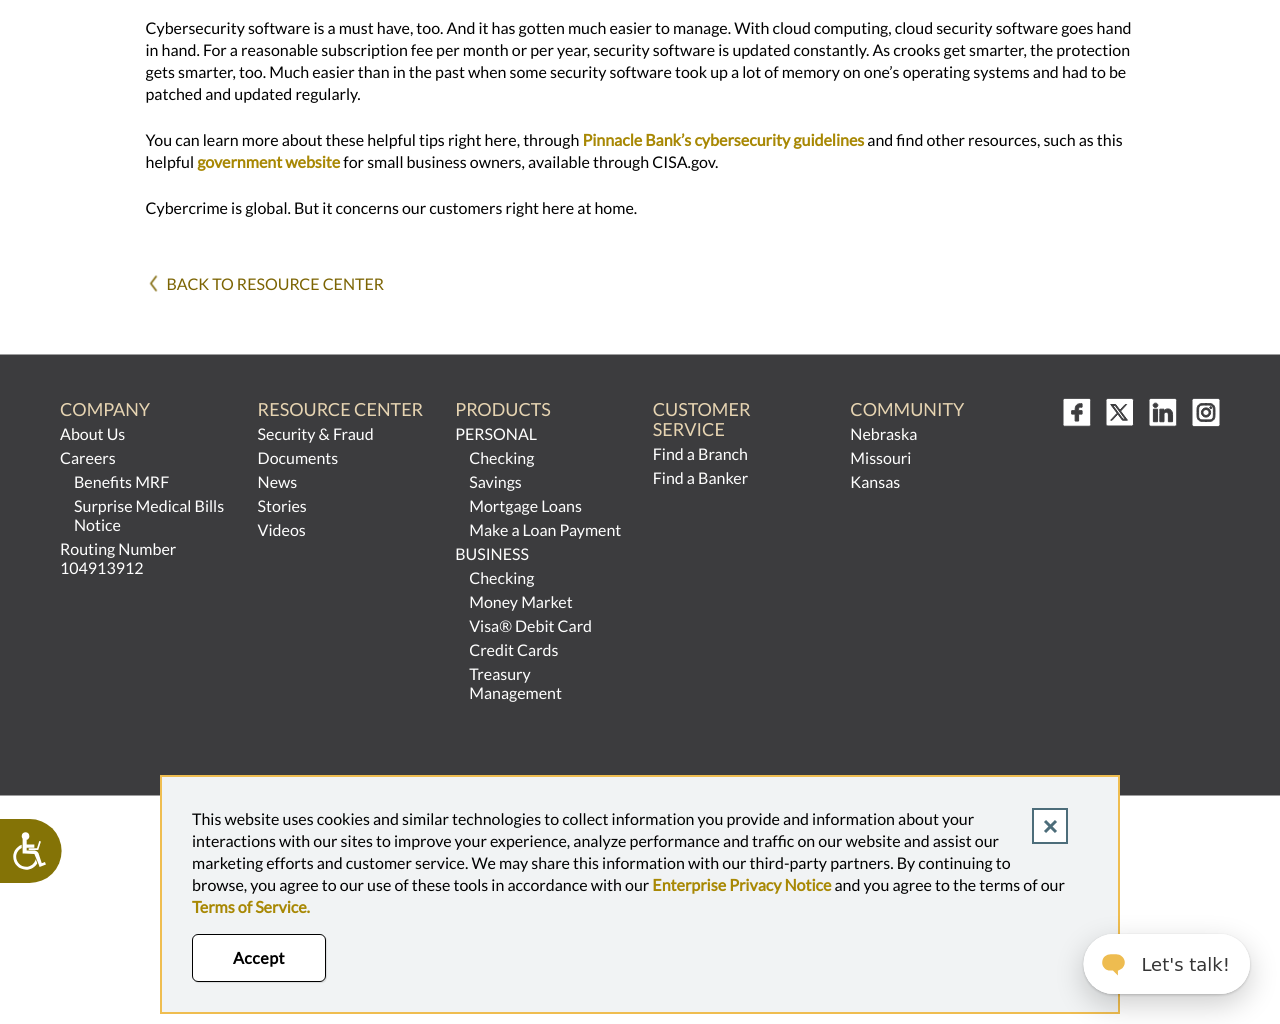 Cybersecurity software is a must have, too. And it has gotten much easier to manage. With cloud computing, cloud security software goes hand
in hand. For a reasonable subscription fee per month or per year, security software is updated constantly. As crooks get smarter, the protection
gets smarter, too. Much easier than in the past when some security software took up a lot of memory on one’s operating systems and had to be
patched and updated regularly.
You can learn more about these helpful tips right here, through Pinnacle Bank’s cybersecurity guidelines and find other resources, such as this
helpful government website for small business owners, available through CISA.gov.
Cybercrime is global. But it concerns our customers right here at home.
BACK TO RESOURCE CENTER
COMPANY
About Us
Careers
Benefits MRF
Surprise Medical Bills
Notice
Routing Number
104913912
RESOURCE CENTER
Security & Fraud
Documents
News
Stories
Videos
PRODUCTS
PERSONAL
Checking
Savings
Mortgage Loans
Make a Loan Payment
BUSINESS
Checking
Money Market
Visa® Debit Card
Credit Cards
Treasury
Management
CUSTOMER
SERVICE
Find a Branch
Find a Banker
COMMUNITY
Nebraska
Missouri
Kansas
This website uses cookies and similar technologies to collect information you provide and information about your
interactions with our sites to improve your experience, analyze performance and traffic on our website and assist our
marketing efforts and customer service. We may share this information with our third-party partners. By continuing to
browse, you agree to our use of these tools in accordance with our Enterprise Privacy Notice and you agree to the terms of our
Terms of Service.
Accept
Let's talk!